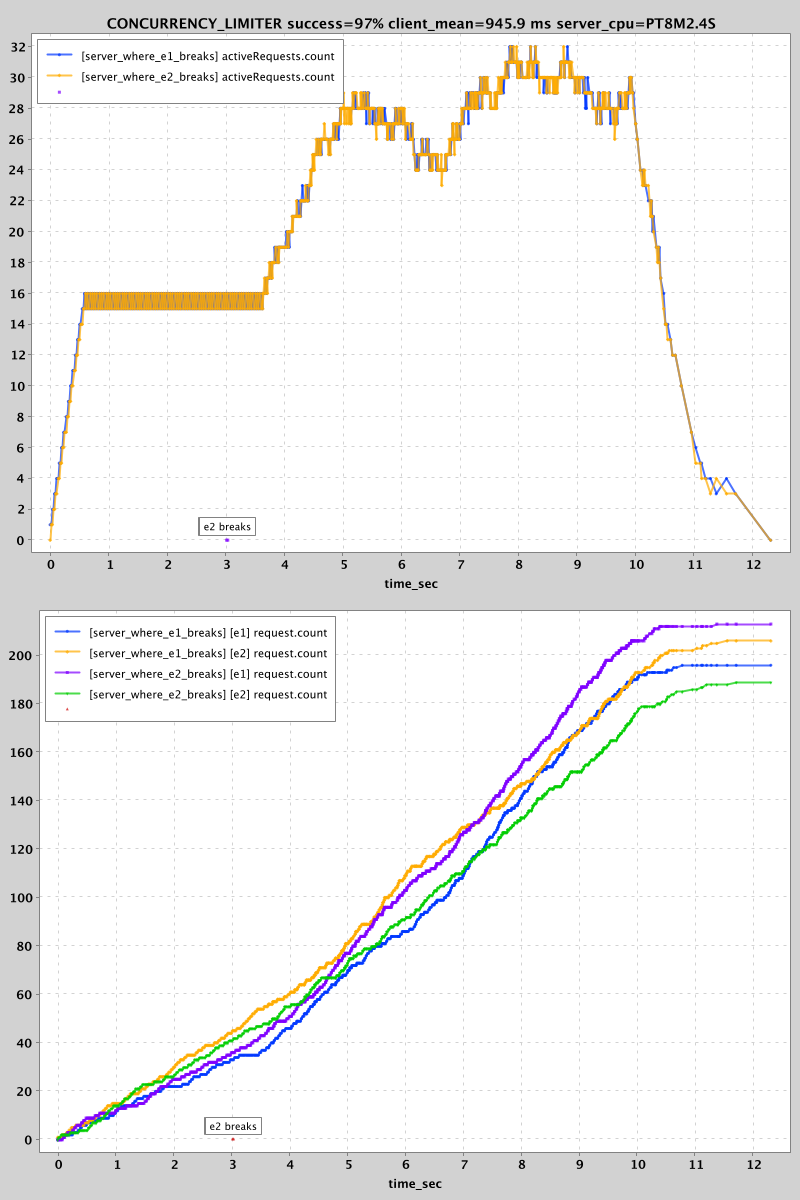 CONCURRENCY_LIMITER success=97% client_mean=945.9 ms server_cpu=PT8M2.4S
[server_where_e1_breaks] activeRequests.count
[server_where_e2_breaks] activeRequests.count
32
30
28
26
24
22
20
18
16
14
12
10
8
6
4
2
0
e2 breaks
0 1 2 3 4 5 6 7 8 9 10 11 12
time_sec
[server_where_e1_breaks] [e1] request.count
[server_where_e1_breaks] [e2] request.count
[server_where_e2_breaks] [e1] request.count
[server_where_e2_breaks] [e2] request.count
200
180
160
140
120
100
80
60
40
20
0
e2 breaks
0 1 2 3 4 5 6 7 8 9 10 11 12
time_sec